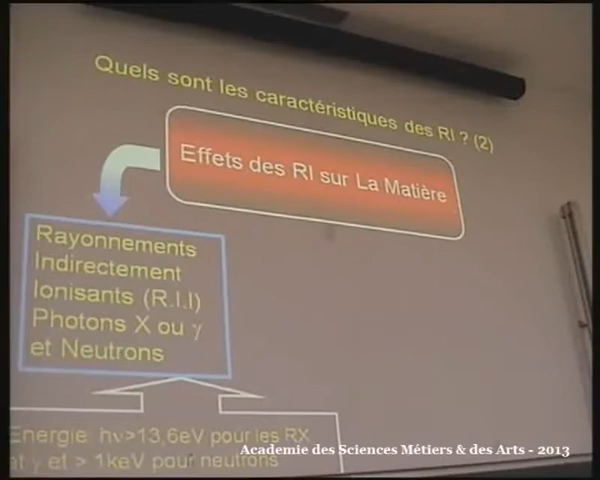 Quels sont les caractéristiques des RI ? (2)
Effets des RI sur La Matière
Rayonnements
Indirectement
Ionisants (R.I.I)
Photons X ou γ
et Neutrons
Energie: hν>13,6eV pour les RX
et γ et > 1keV pour neutrons
Academie des Sciences Métiers & des Arts - 2013